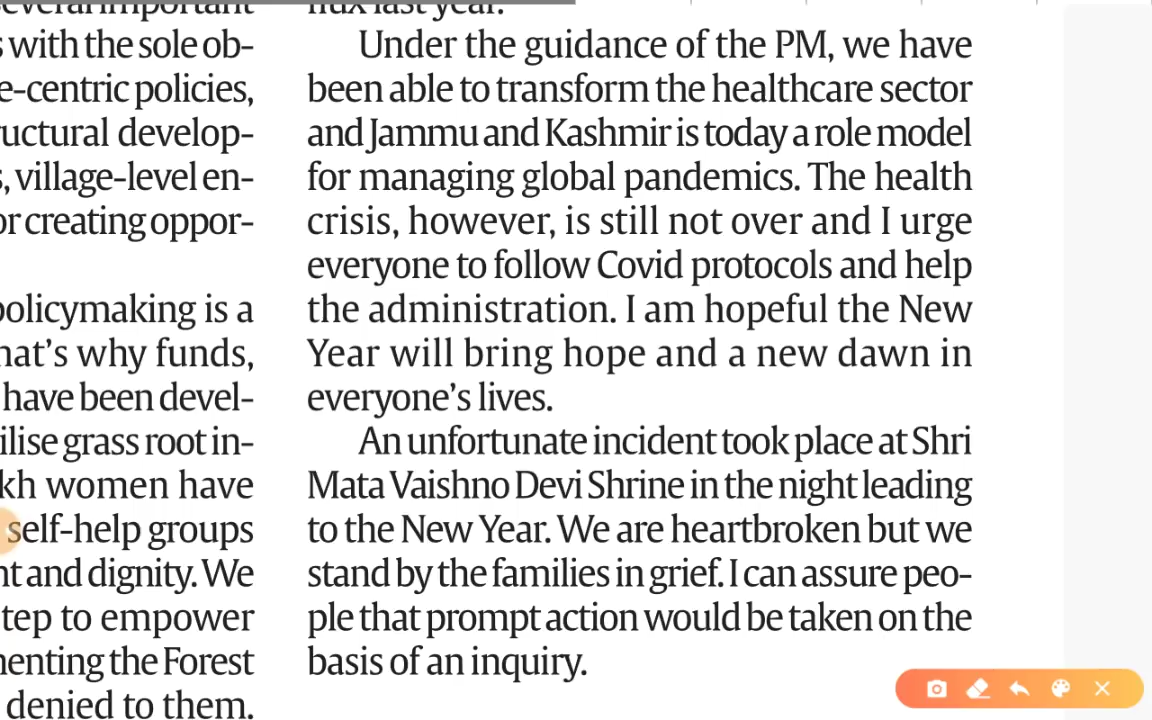 several important
with the sole ob-
e-centric policies,
uctural develop-
, village-level en-
or creating oppor-
policymaking is a
hat's why funds,
have been devel-
ilise grass root in-
kh women have
self-help groups
nt and dignity. We
tep to empower
menting the Forest
denied to them.
flux last year.
Under the guidance of the PM, we have
been able to transform the healthcare sector
and Jammu and Kashmir is today a role model
for managing global pandemics. The health
crisis, however, is still not over and I urge
everyone to follow Covid protocols and help
the administration. I am hopeful the New
Year will bring hope and a new dawn in
everyone's lives.
An unfortunate incident took place at Shri
Mata Vaishno Devi Shrine in the night leading
to the New Year. We are heartbroken but we
stand by the families in grief. I can assure peo-
ple that prompt action would be taken on the
basis of an inquiry.